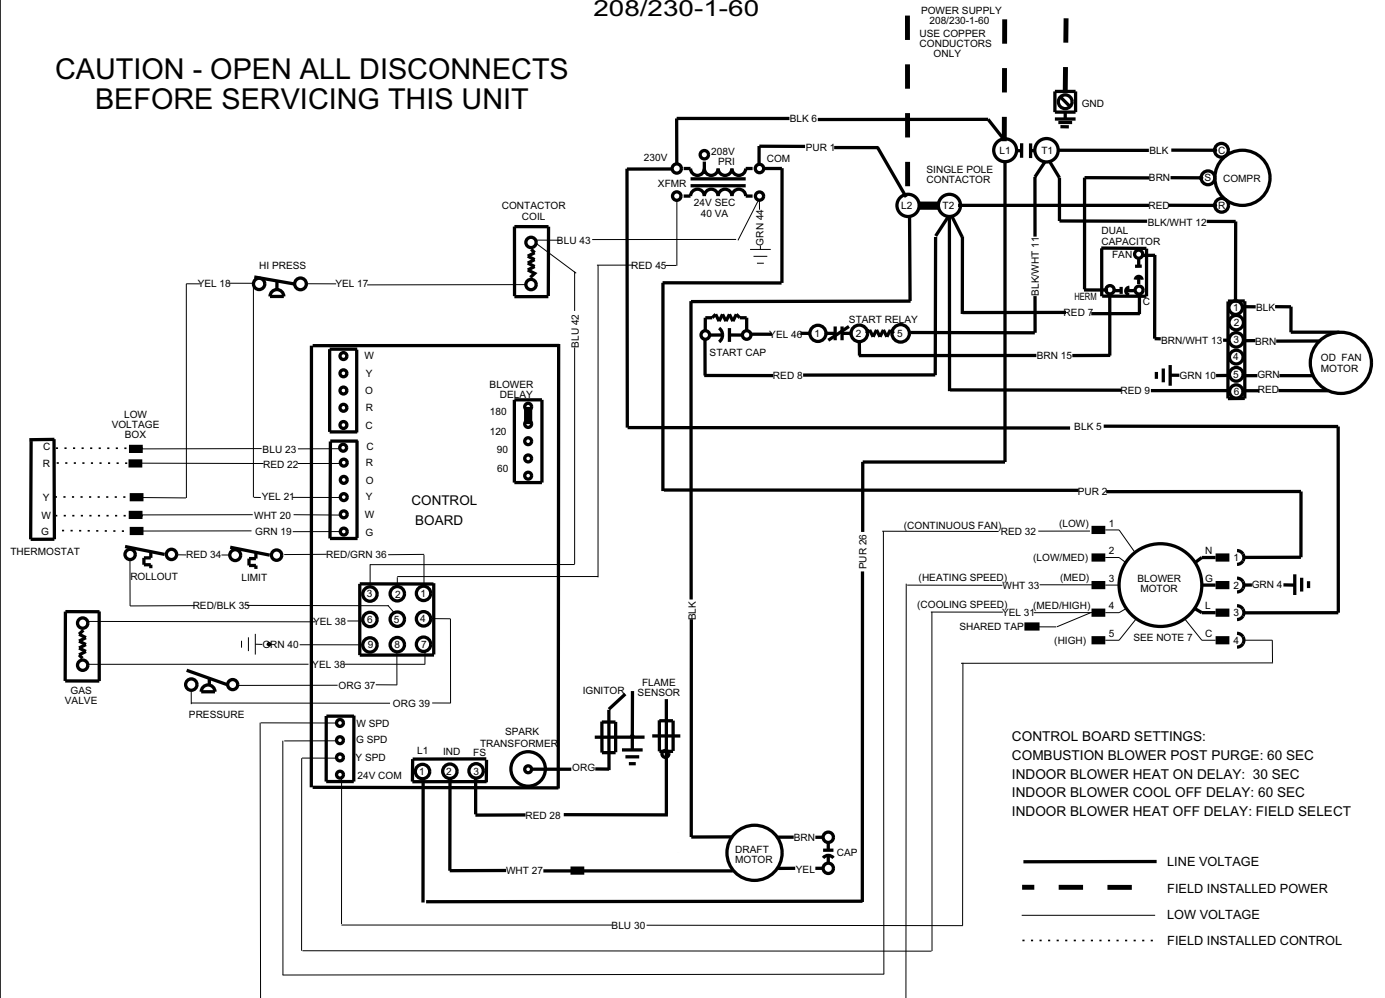 208/230-1-60
CAUTION - OPEN ALL DISCONNECTS
BEFORE SERVICING THIS UNIT
POWER SUPPLY
208/230-1-60
USE COPPER
CONDUCTORS
ONLY
GND
BLK 6
PUR 1
230V
208V
PRI
COM
XFMR
24V SEC
40 VA
GRN 44
L1
T1
SINGLE POLE
CONTACTOR
L2
T2
BLK
C
BRN
S
COMPR
RED
R
BLK/WHT 12
CONTACTOR
COIL
BLU 43
RED 45
BLU 42
HI PRESS
YEL 18
YEL 17
BLK/WHT 11
DUAL
CAPACITOR
FAN
HERM
C
RED 7
START CAP
YEL 46
START RELAY
1
2
5
BRN 15
RED 8
BRN/WHT 13
GRN 10
RED 9
1
2
3
4
5
6
BLK
BRN
GRN
RED
OD FAN
MOTOR
BLK 5
PUR 2
W
Y
O
R
C
BLOWER
DELAY
180
120
90
60
LOW
VOLTAGE
BOX
C
R
Y
W
G
THERMOSTAT
BLU 23
RED 22
YEL 21
WHT 20
GRN 19
C
R
O
Y
W
G
CONTROL
BOARD
ROLLOUT
RED 34
LIMIT
RED/GRN 36
RED/BLK 35
3
2
1
6
5
4
9
8
7
YEL 38
GRN 40
YEL 38
ORG 37
ORG 39
GAS
VALVE
PRESSURE
W SPD
G SPD
Y SPD
24V COM
L1
IND
FS
1
2
3
SPARK
TRANSFORMER
ORG
IGNITOR
FLAME
SENSOR
RED 28
WHT 27
BLK
PUR 26
DRAFT
MOTOR
BRN
YEL
CAP
BLU 30
(CONTINUOUS FAN)
RED 32
(LOW)
1
(LOW/MED)
2
(HEATING SPEED)
WHT 33
(MED)
3
(COOLING SPEED)
YEL 31
(MED/HIGH)
4
SHARED TAP
(HIGH)
5
BLOWER
MOTOR
SEE NOTE 7
N
1
G
2
GRN 4
L
3
C
4
CONTROL BOARD SETTINGS:
COMBUSTION BLOWER POST PURGE: 60 SEC
INDOOR BLOWER HEAT ON DELAY: 30 SEC
INDOOR BLOWER COOL OFF DELAY: 60 SEC
INDOOR BLOWER HEAT OFF DELAY: FIELD SELECT
LINE VOLTAGE
FIELD INSTALLED POWER
LOW VOLTAGE
FIELD INSTALLED CONTROL